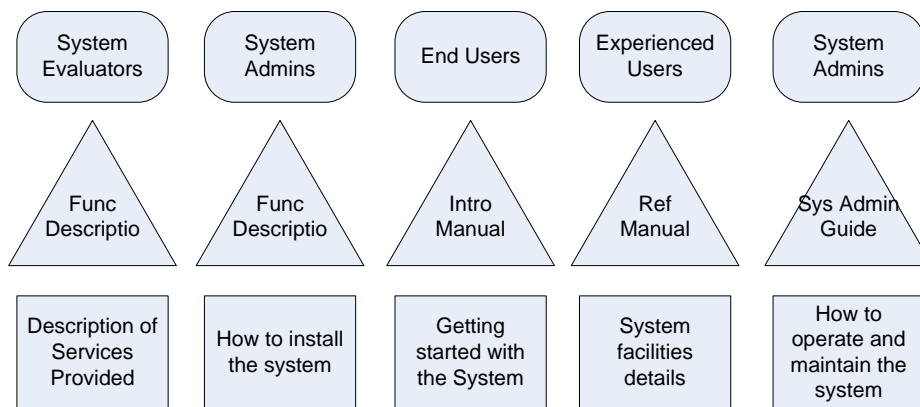 System
Evaluators
System
Admins
End Users
Experienced
Users
System
Admins
Func
Descriptio
Func
Descriptio
Intro
Manual
Ref
Manual
Sys Admin
Guide
Description of
Services
Provided
How to install
the system
Getting
started with
the System
System
facilities
details
How to
operate and
maintain the
system